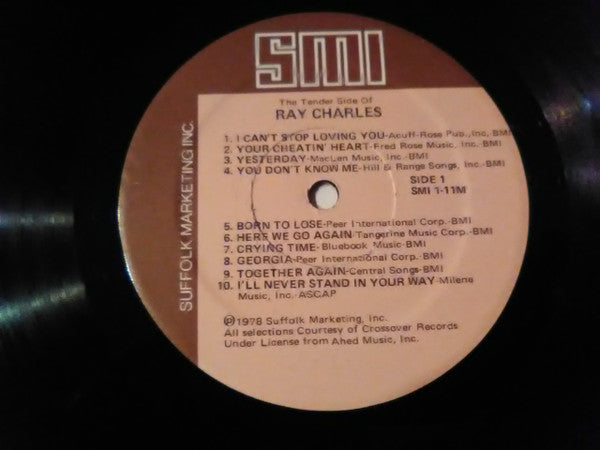 SMI
The Tender Side Of
RAY CHARLES
1. I CAN'T STOP LOVING YOU-Acuff-Rose Pub., Inc, BMI
2. YOUR CHEATIN' HEART-Fred Rose Music, Inc.-BMI
3. YESTERDAY-MacLen Music, Inc.-BMI
4. YOU DON'T KNOW ME-Hill & Range Songs, Inc.-BMI
SIDE 1
SMI 1-11M
5. BORN TO LOSE-Peer International Corp.-BMI
6. HERE WE GO AGAIN-Tangerine Music Corp.-BMI
7. CRYING TIME-Bluebook Music-BMI
8. GEORGIA-Peer International Corp.-BMI
9. TOGETHER AGAIN-Central Songs-BMI
10. I'LL NEVER STAND IN YOUR WAY-Milene
Music, Inc.-ASCAP
℗1978 Suffolk Marketing, Inc.
All selections Courtesy of Crossover Records
Under License from Ahed Music, Inc.
SUFFOLK MARKETING INC.